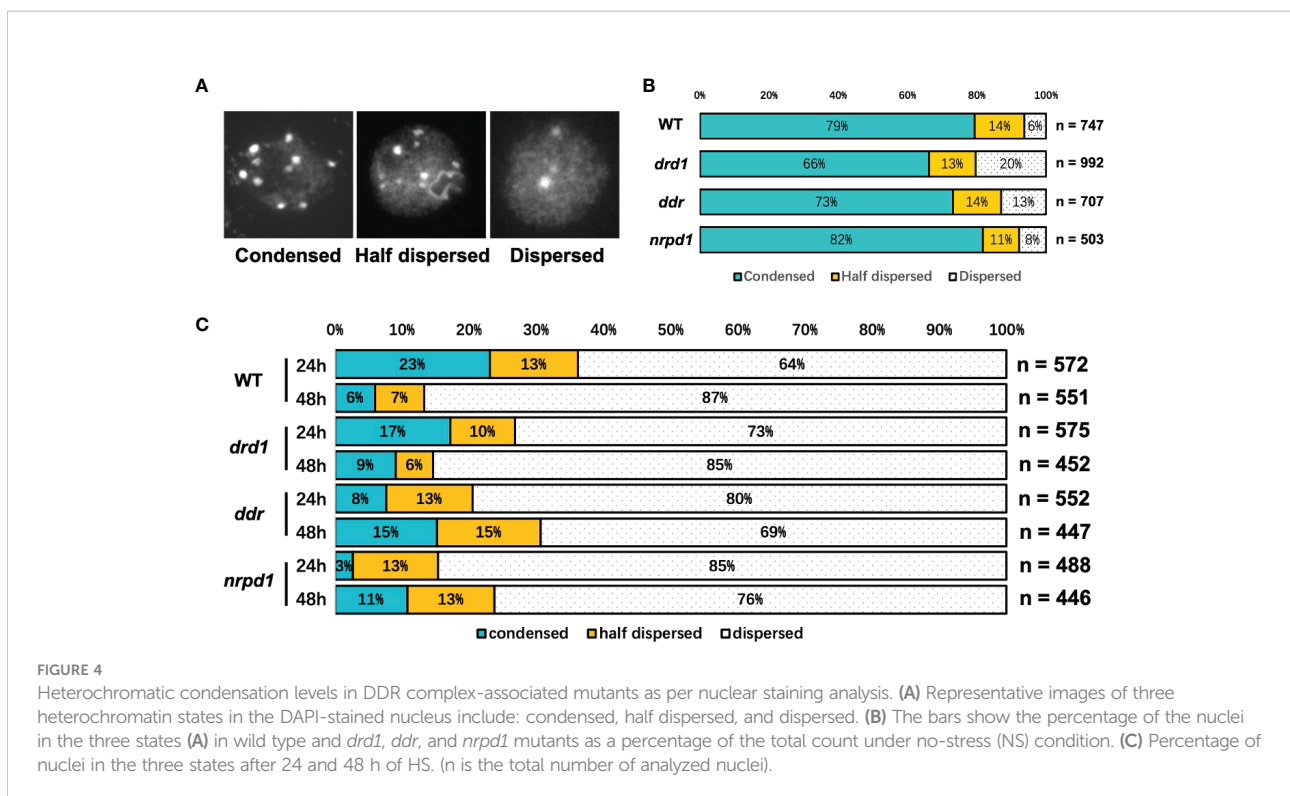 A
Condensed Half dispersed Dispersed
B
0% 20% 40% 60% 80% 100%
WT 79% 14% 6% n = 747
drd1 66% 13% 20% n = 992
ddr 73% 14% 13% n = 707
nrpd1 82% 11% 8% n = 503
Condensed Half dispersed Dispersed
C
0% 10% 20% 30% 40% 50% 60% 70% 80% 90% 100%
WT
24h 23% 13% 64% n = 572
48h 6% 7% 87% n = 551
drd1
24h 17% 10% 73% n = 575
48h 9% 6% 85% n = 452
ddr
24h 8% 13% 80% n = 552
48h 15% 15% 69% n = 447
nrpd1
24h 3% 13% 85% n = 488
48h 11% 13% 76% n = 446
condensed half dispersed dispersed
FIGURE 4
Heterochromatic condensation levels in DDR complex-associated mutants as per nuclear staining analysis. (A) Representative images of three
heterochromatin states in the DAPI-stained nucleus include: condensed, half dispersed, and dispersed. (B) The bars show the percentage of the nuclei
in the three states (A) in wild type and drd1, ddr, and nrpd1 mutants as a percentage of the total count under no-stress (NS) condition. (C) Percentage of
nuclei in the three states after 24 and 48 h of HS. (n is the total number of analyzed nuclei).